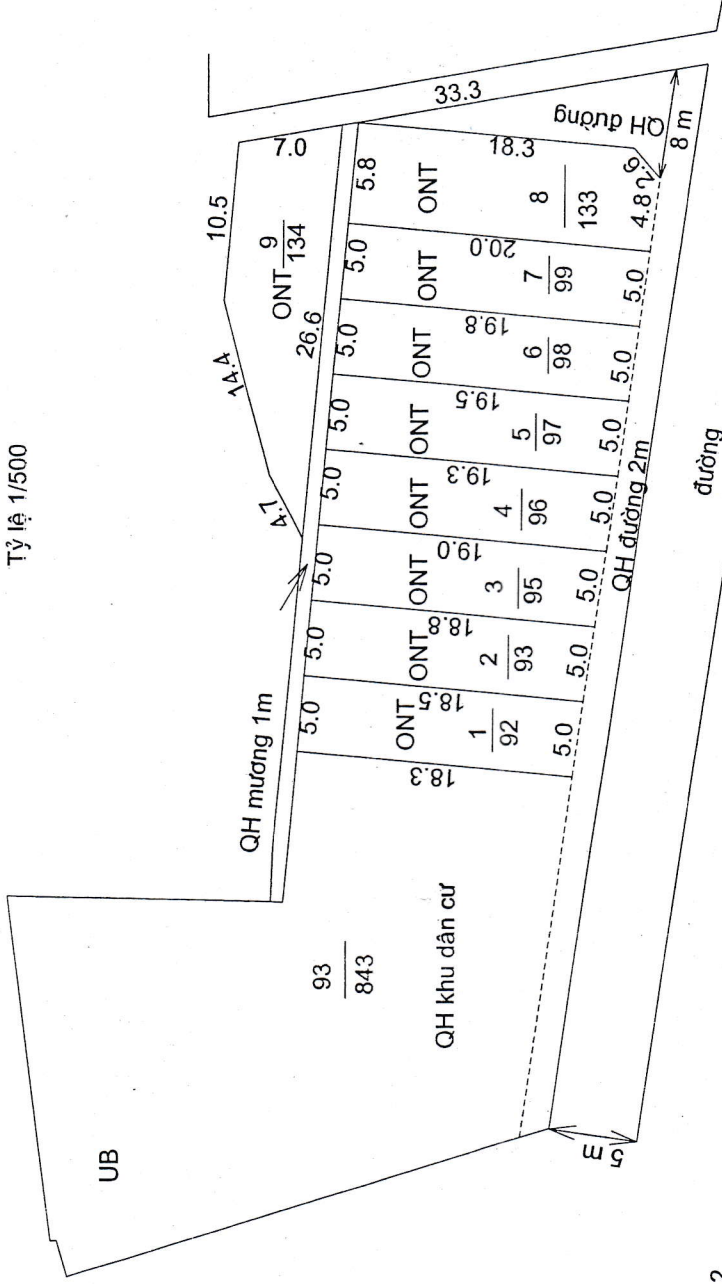 Tỷ lệ 1/500
UB
93
843
QH khu dân cư
QH mương 1m
4.7
14.4
10.5
7.0
ONT
9
134
26.6
33.3
5.0
5.0
5.0
5.0
5.0
5.0
5.0
5.8
18.3
ONT
1
92
18.5
ONT
2
93
18.8
ONT
3
95
19.0
ONT
4
96
19.3
ONT
5
97
19.5
ONT
6
98
19.8
ONT
7
99
20.0
ONT
8
133
18.3
QH đường
2.6
8 m
5.0
5.0
5.0
5.0
5.0
5.0
5.0
4.8
QH đường 2m
5 m
đường
2